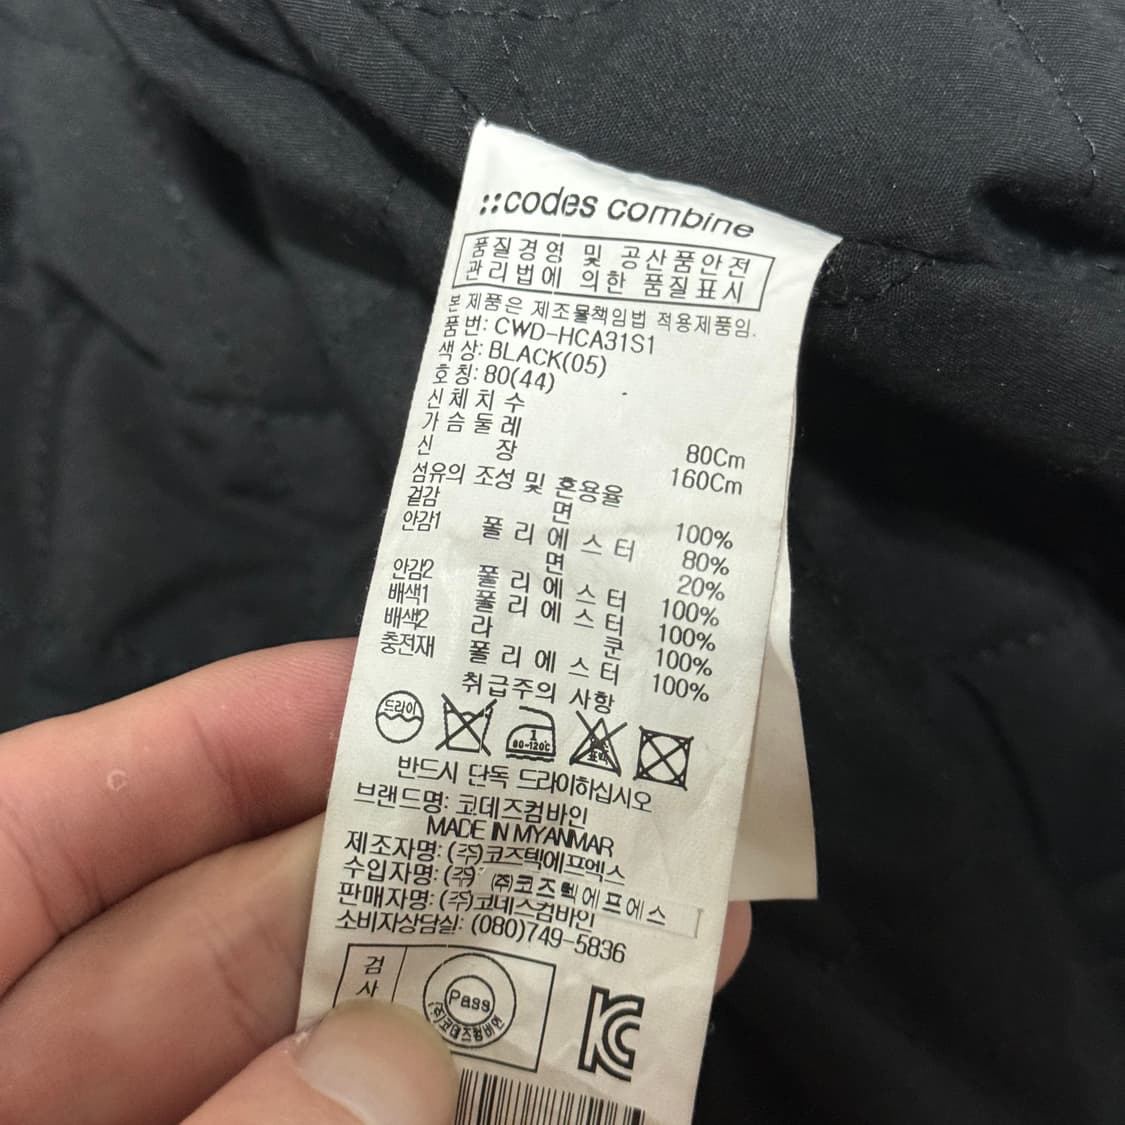 ::codes combine
품질경영 및 공산품안전
관리법에 의한 품질표시
본 제품은 제조물책임법 적용제품임.
품번: CWD-HCA31S1
색상: BLACK(05)
호칭: 80(44)
신체치수
가슴둘레 80Cm
신장 160Cm
섬유의 조성 및 혼용율
겉감 면 100%
안감1 폴리에스터 80%
면 20%
안감2 폴리에스터 100%
배색1 폴리에스터 100%
배색2 라쿤 100%
충전재 폴리에스터 100%
취급주의 사항
드라이
1
80-120℃
반드시 단독 드라이하십시오
브랜드명: 코데즈컴바인
MADE IN MYANMAR
제조자명: (주)코즈텍에프엑스
수입자명: (주) (주)코즈텍에프에스
판매자명: (주)코데즈컴바인
소비자상담실: (080)749-5836
검사
Pass
(주)코데즈컴바인